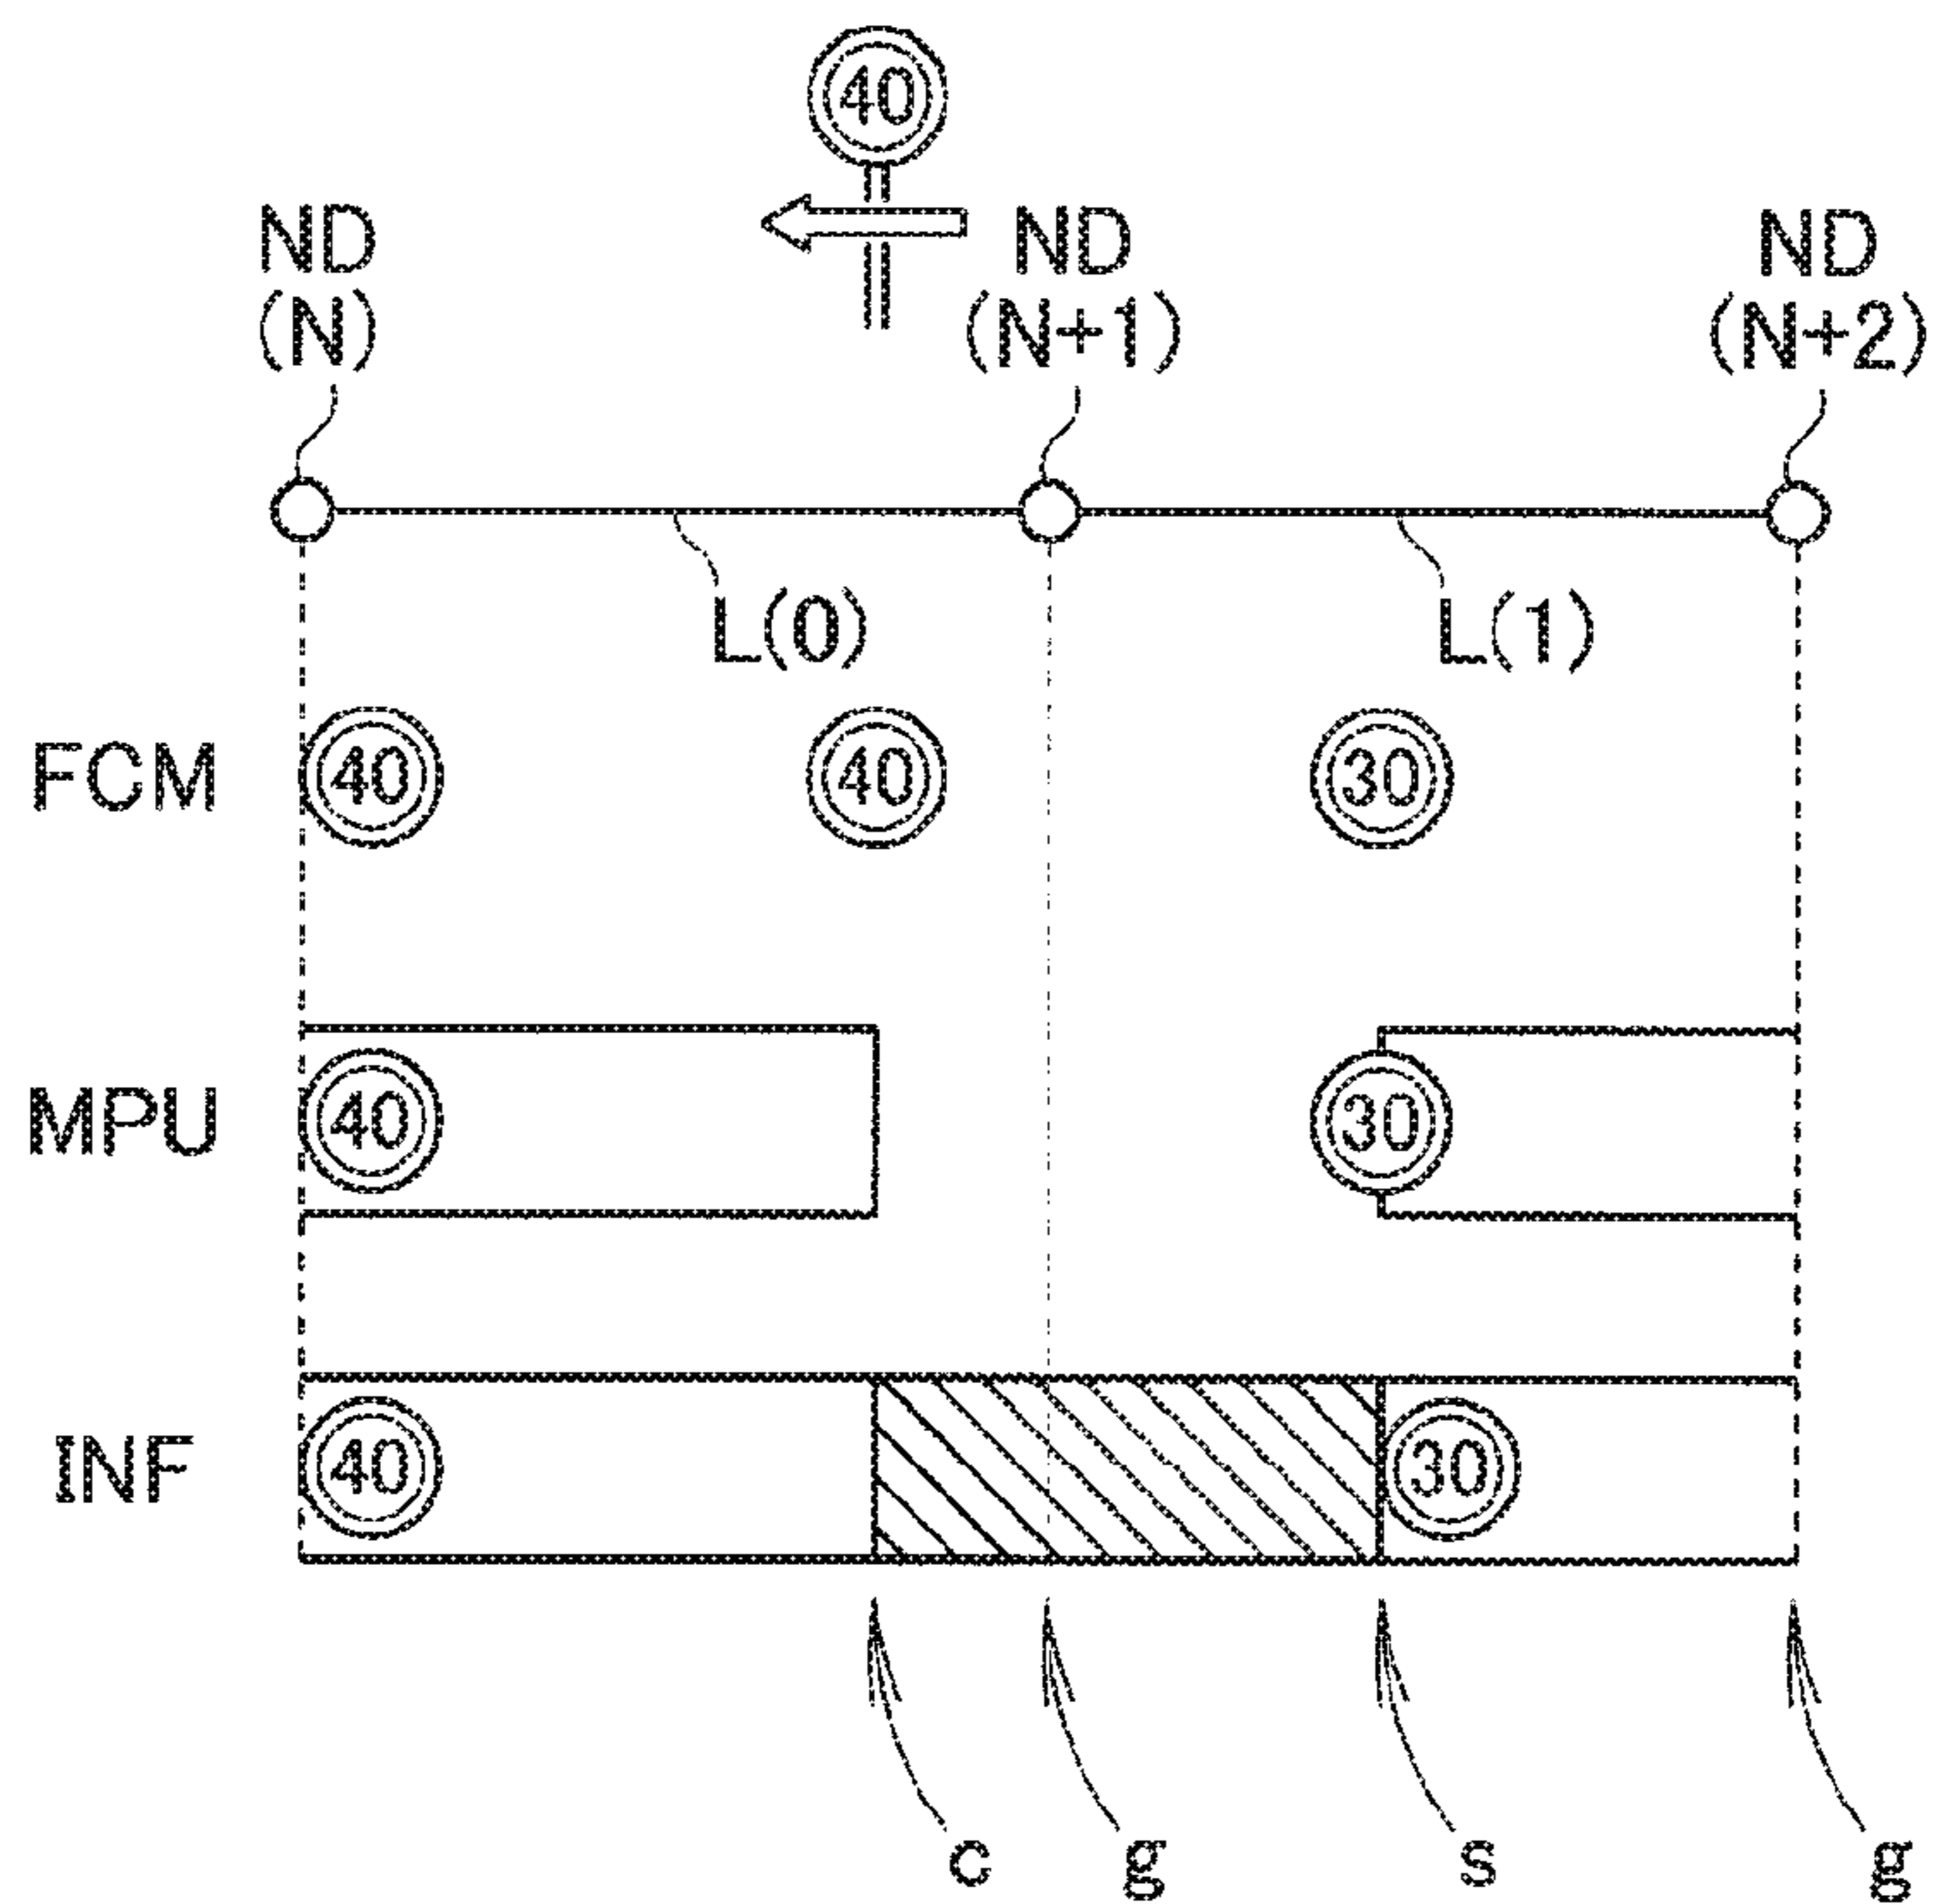 40
ND ND ND
(N) (N+1) (N+2)
L(0) L(1)
FCM 40 40 30
MPU 40 30
INF 40 30
c g s g